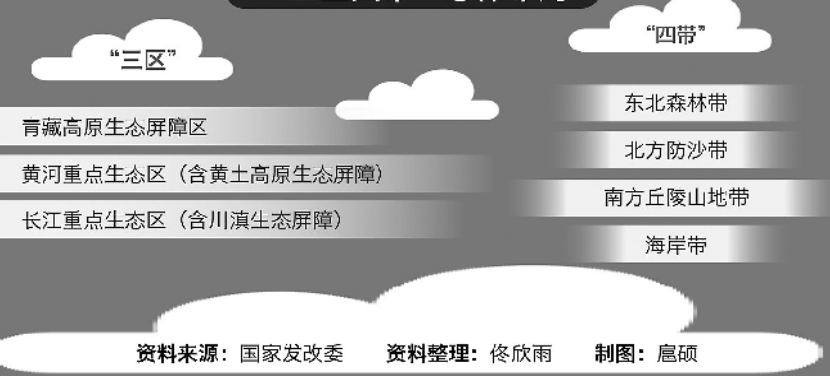 “三区”
青藏高原生态屏障区
黄河重点生态区（含黄土高原生态屏障）
长江重点生态区（含川滇生态屏障）
“四带”
东北森林带
北方防沙带
南方丘陵山地带
海岸带
资料来源：国家发改委 资料整理：佟欣雨 制图：扈硕